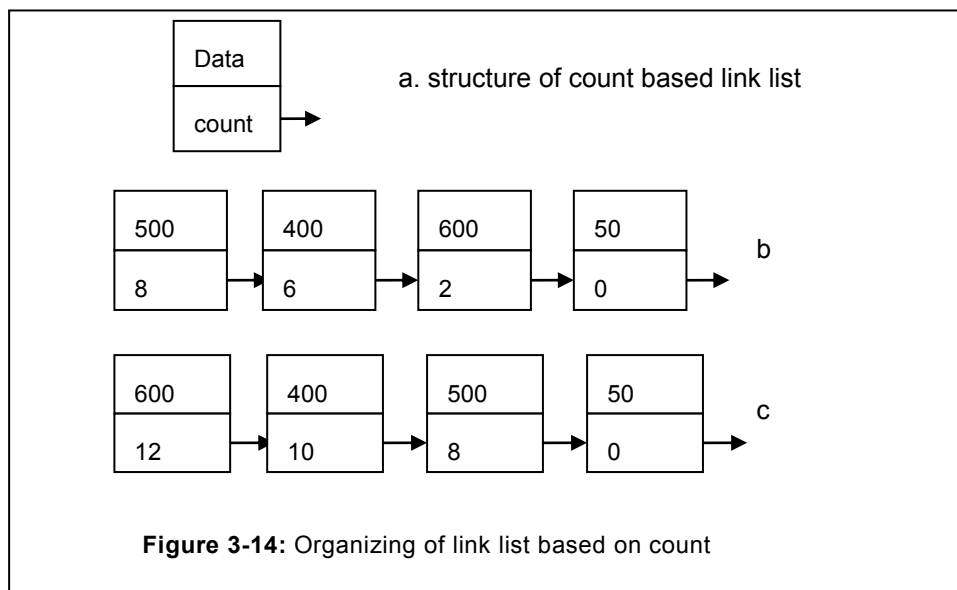 Data
a. structure of count based link list
count
500 400 600 50
b
8 6 2 0
600 400 500 50
c
12 10 8 0
Figure 3-14: Organizing of link list based on count